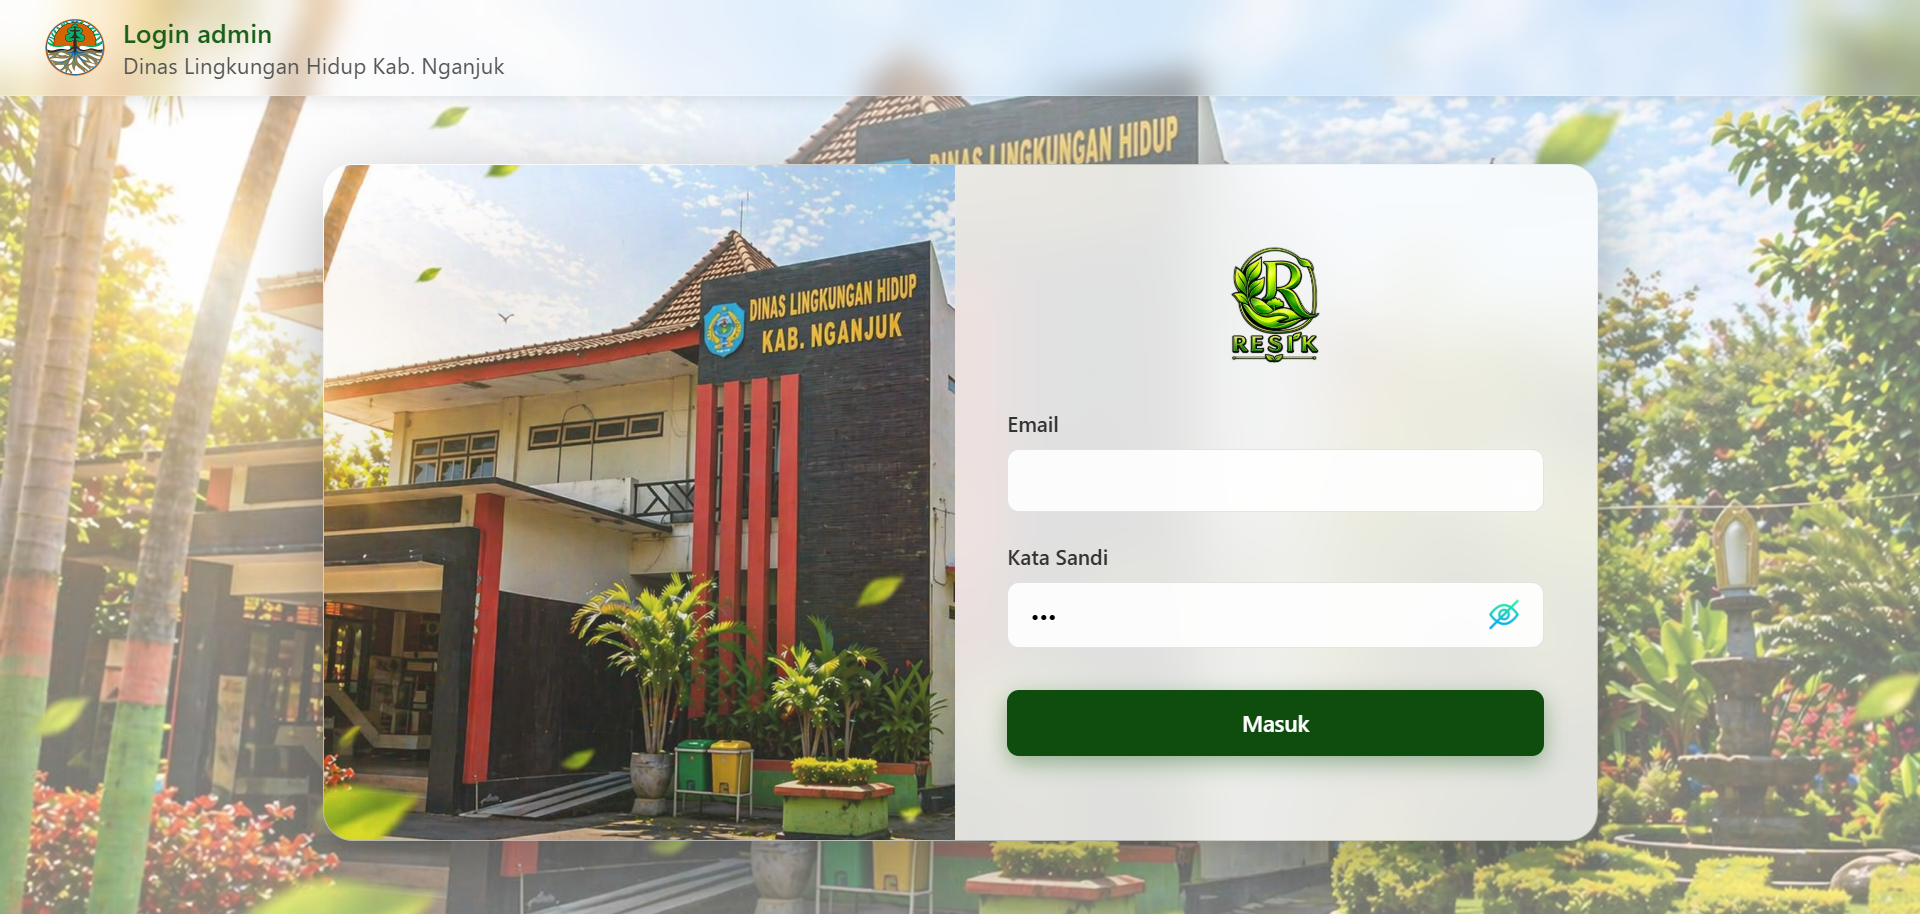 Login admin
Dinas Lingkungan Hidup Kab. Nganjuk
DINAS LINGKUNGAN HIDUP
DINAS LINGKUNGAN HIDUP
KAB. NGANJUK
R
RESIK
Email
Kata Sandi
•••
Masuk